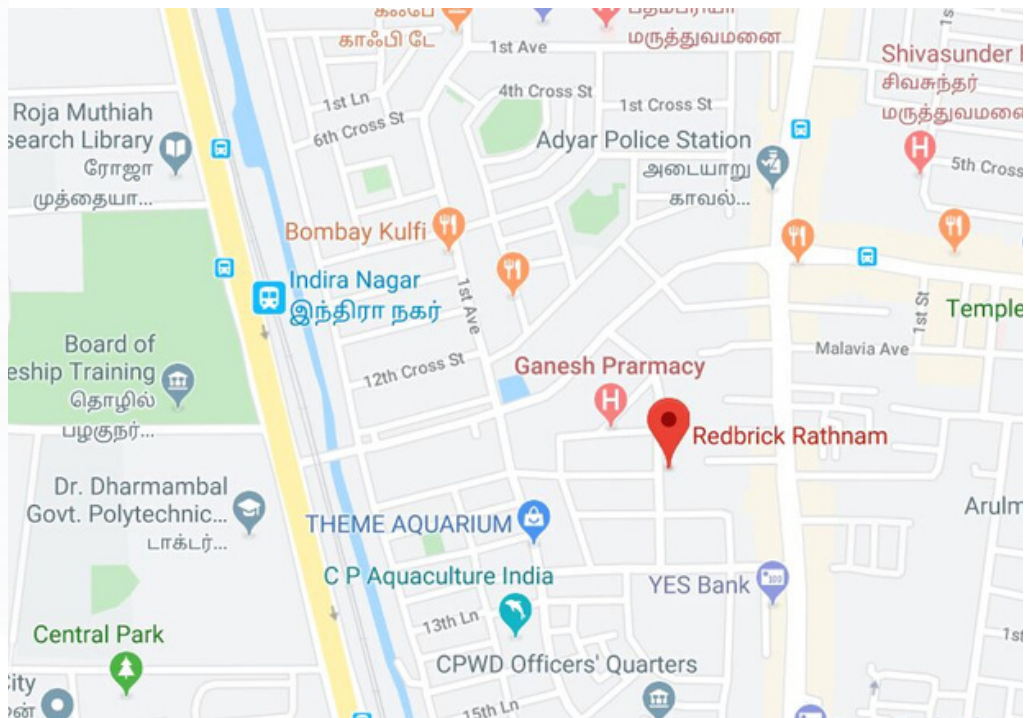 காஃபி டே
1st Ave
மருத்துவமனை
Shivasunder
சிவசுந்தர்
மருத்துவமனை
1st Ln
4th Cross St
1st Cross St
6th Cross St
Roja Muthiah
search Library
ரோஜா
முத்தையா...
Adyar Police Station
அடையாறு
காவல்...
5th Cross
Bombay Kulfi
Indira Nagar
இந்திரா நகர்
1st Ave
1st St
Temple
Board of
eship Training
தொழில்
பழகுநர்...
Malavia Ave
12th Cross St
Ganesh Prarmacy
Redbrick Rathnam
Dr. Dharmambal
Govt. Polytechnic...
டாக்டர்...
THEME AQUARIUM
Arulm
C P Aquaculture India
YES Bank
13th Ln
Central Park
CPWD Officers' Quarters
1st
City
15th Ln